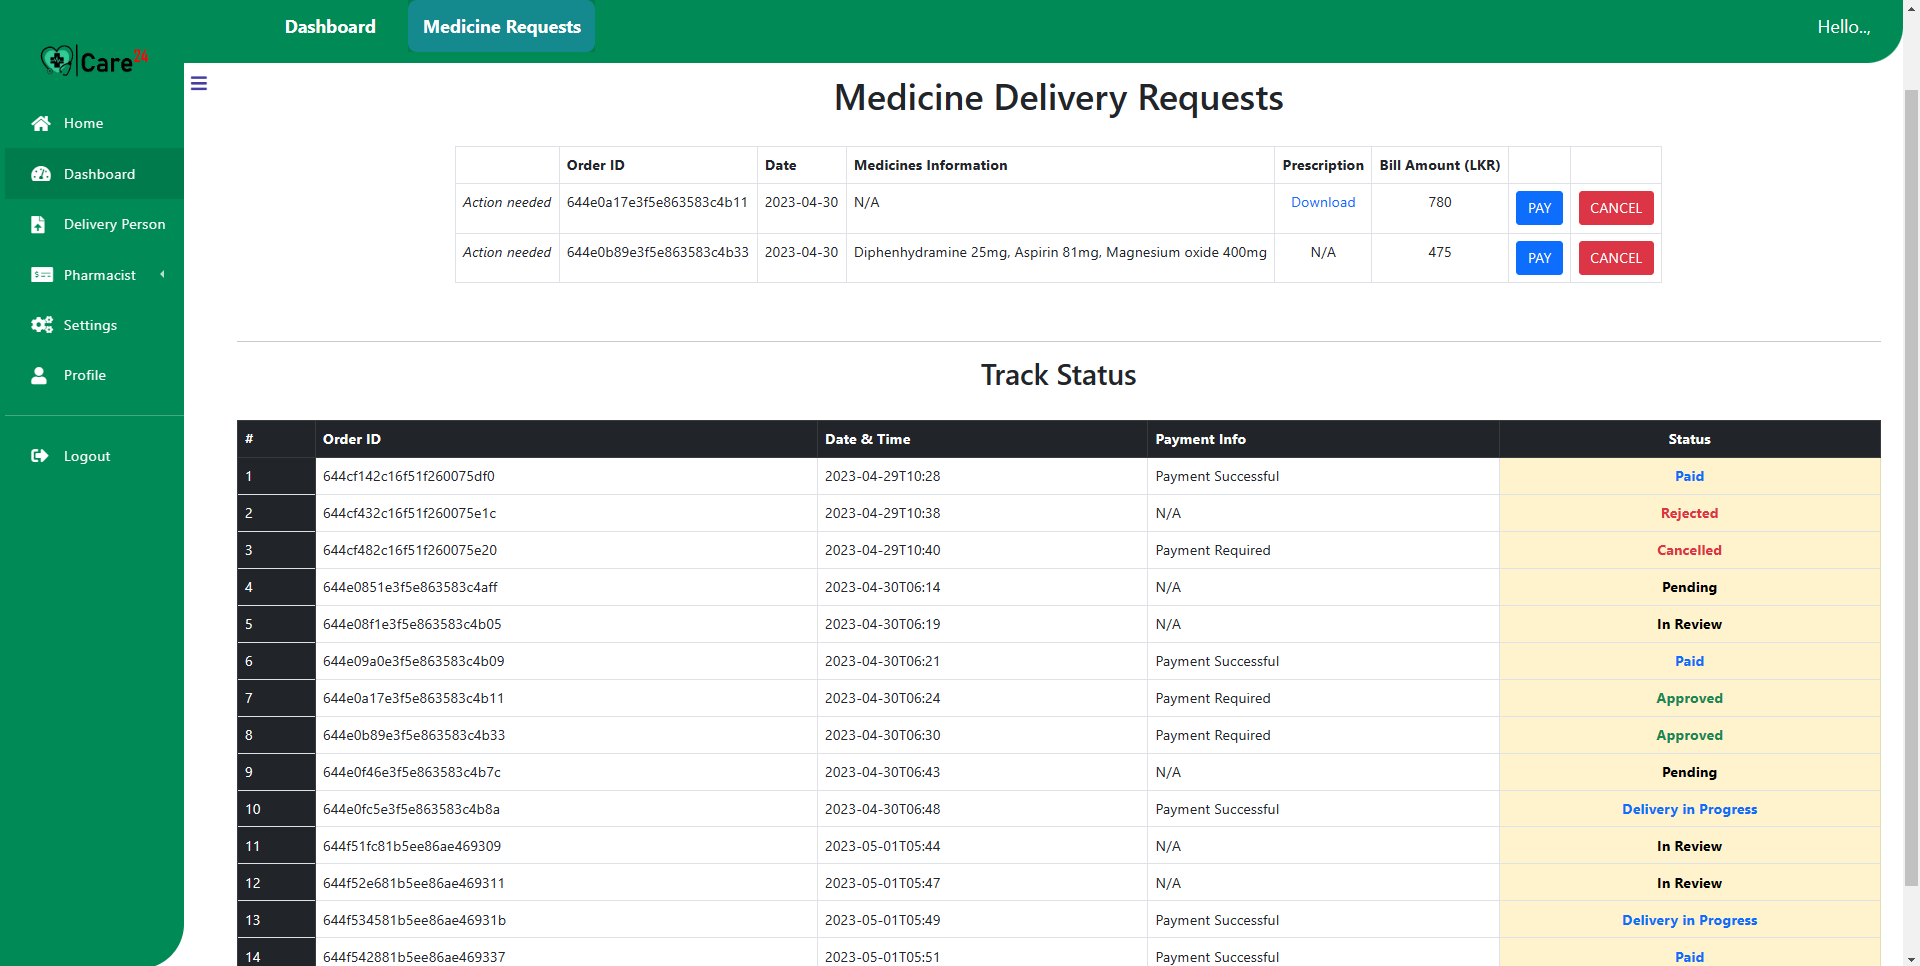 Dashboard
Medicine Requests
Hello..,
Care24
Home
Dashboard
Delivery Person
Pharmacist
Settings
Profile
Logout
Medicine Delivery Requests
Order ID Date Medicines Information Prescription Bill Amount (LKR)
Action needed 644e0a17e3f5e863583c4b11 2023-04-30 N/A Download 780 PAY CANCEL
Action needed 644e0b89e3f5e863583c4b33 2023-04-30 Diphenhydramine 25mg, Aspirin 81mg, Magnesium oxide 400mg N/A 475 PAY CANCEL
Track Status
# Order ID Date & Time Payment Info Status
1 644cf142c16f51f260075df0 2023-04-29T10:28 Payment Successful Paid
2 644cf432c16f51f260075e1c 2023-04-29T10:38 N/A Rejected
3 644cf482c16f51f260075e20 2023-04-29T10:40 Payment Required Cancelled
4 644e0851e3f5e863583c4aff 2023-04-30T06:14 N/A Pending
5 644e08f1e3f5e863583c4b05 2023-04-30T06:19 N/A In Review
6 644e09a0e3f5e863583c4b09 2023-04-30T06:21 Payment Successful Paid
7 644e0a17e3f5e863583c4b11 2023-04-30T06:24 Payment Required Approved
8 644e0b89e3f5e863583c4b33 2023-04-30T06:30 Payment Required Approved
9 644e0f46e3f5e863583c4b7c 2023-04-30T06:43 N/A Pending
10 644e0fc5e3f5e863583c4b8a 2023-04-30T06:48 Payment Successful Delivery in Progress
11 644f51fc81b5ee86ae469309 2023-05-01T05:44 N/A In Review
12 644f52e681b5ee86ae469311 2023-05-01T05:47 N/A In Review
13 644f534581b5ee86ae46931b 2023-05-01T05:49 Payment Successful Delivery in Progress
14 644f542881b5ee86ae469337 2023-05-01T05:51 Payment Successful Paid